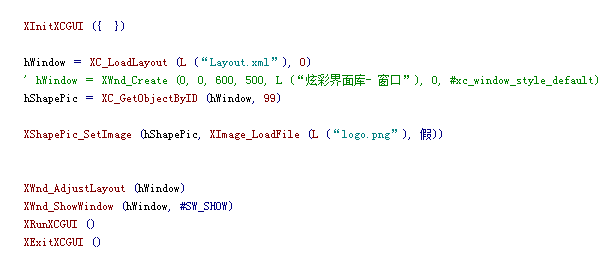 XInitXCGUI ({  })
hWindow = XC_LoadLayout (L (“Layout.xml”), 0)
' hWindow = XWnd_Create (0, 0, 600, 500, L (“炫彩界面库- 窗口”), 0, #xc_window_style_default)
hShapePic = XC_GetObjectByID (hWindow, 99)
XShapePic_SetImage (hShapePic, XImage_LoadFile (L (“logo.png”), 假))
XWnd_AdjustLayout (hWindow)
XWnd_ShowWindow (hWindow, #SW_SHOW)
XRunXCGUI ()
XExitXCGUI ()